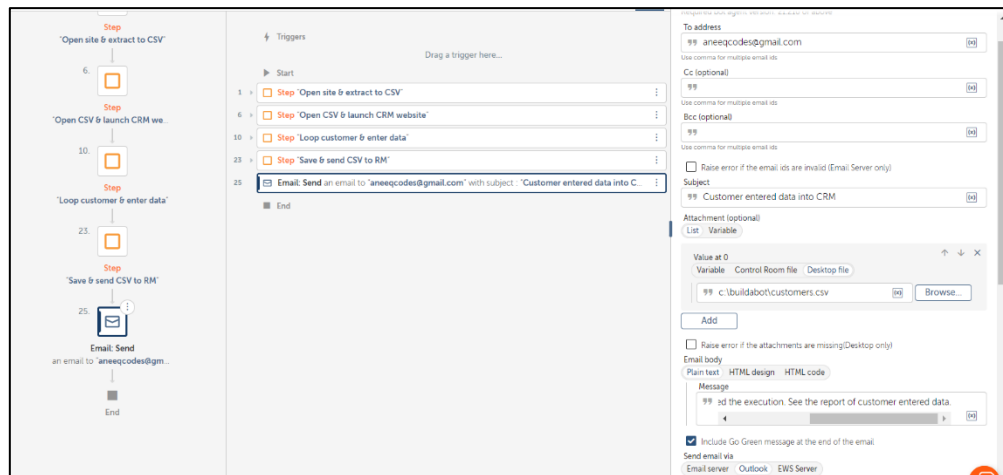 Step
"Open site & extract to CSV"
6.
Step
"Open CSV & launch CRM we...
10.
Step
"Loop customer & enter data"
23.
Step
"Save & send CSV to RM"
25.
Email: Send
an email to "aneeqcodes@gm...
End
Triggers
Drag a trigger here...
Start
1 Step "Open site & extract to CSV"
6 Step "Open CSV & launch CRM website"
10 Step "Loop customer & enter data"
23 Step "Save & send CSV to RM"
25 Email: Send an email to "aneeqcodes@gmail.com" with subject : "Customer entered data into C...
End
To address
aneeqcodes@gmail.com
Use comma for multiple email ids
Cc (optional)
Use comma for multiple email ids
Bcc (optional)
Use comma for multiple email ids
Raise error if the email ids are invalid (Email Server only)
Subject
Customer entered data into CRM
Attachment (optional)
List Variable
Value at 0
Variable Control Room file Desktop file
c:\buildabot\customers.csv Browse...
Add
Raise error if the attachments are missing(Desktop only)
Email body
Plain text HTML design HTML code
Message
ed the execution. See the report of customer entered data.
Include Go Green message at the end of the email
Send email via
Email server Outlook EWS Server